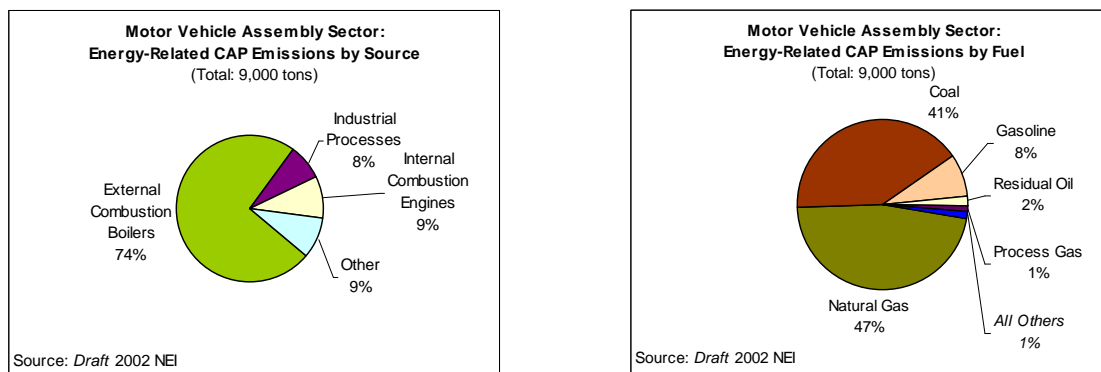 Motor Vehicle Assembly Sector:
Energy-Related CAP Emissions by Source
(Total: 9,000 tons)
Industrial
Processes
8%
Internal
Combustion
Engines
9%
External
Combustion
Boilers
74%
Other
9%
Source: Draft 2002 NEI
Motor Vehicle Assembly Sector:
Energy-Related CAP Emissions by Fuel
(Total: 9,000 tons)
Coal
41%
Gasoline
8%
Residual Oil
2%
Process Gas
1%
All Others
1%
Natural Gas
47%
Source: Draft 2002 NEI